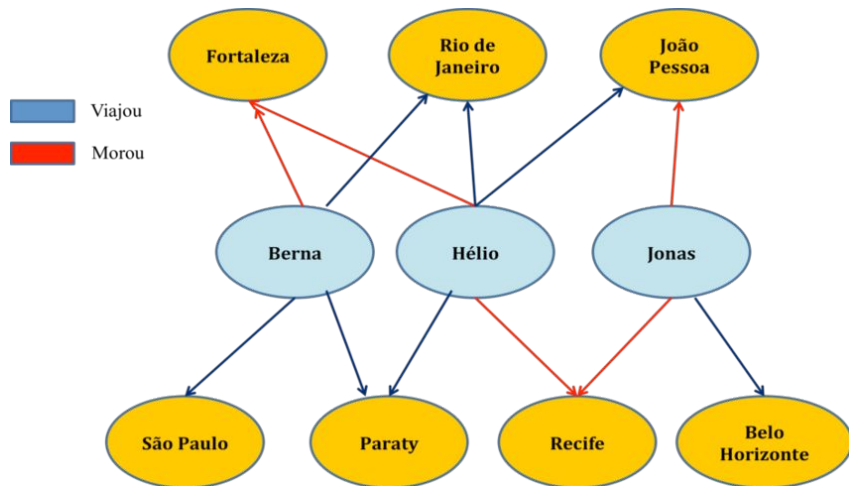 Fortaleza
Rio de
Janeiro
João
Pessoa
Viajou
Morou
Berna
Hélio
Jonas
São Paulo
Paraty
Recife
Belo
Horizonte